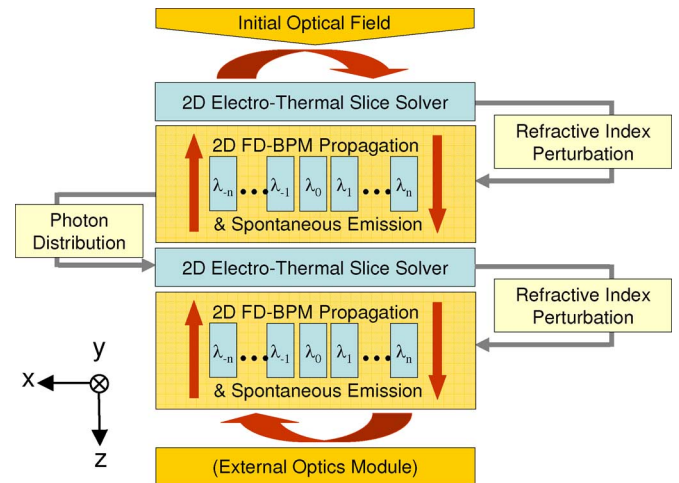 Initial Optical Field
2D Electro-Thermal Slice Solver
Refractive Index
Perturbation
2D FD-BPM Propagation
λ-n ••• λ-1 λ0 λ1 ••• λn
& Spontaneous Emission
Photon
Distribution
2D Electro-Thermal Slice Solver
Refractive Index
Perturbation
2D FD-BPM Propagation
λ-n ••• λ-1 λ0 λ1 ••• λn
& Spontaneous Emission
y
x
z
(External Optics Module)